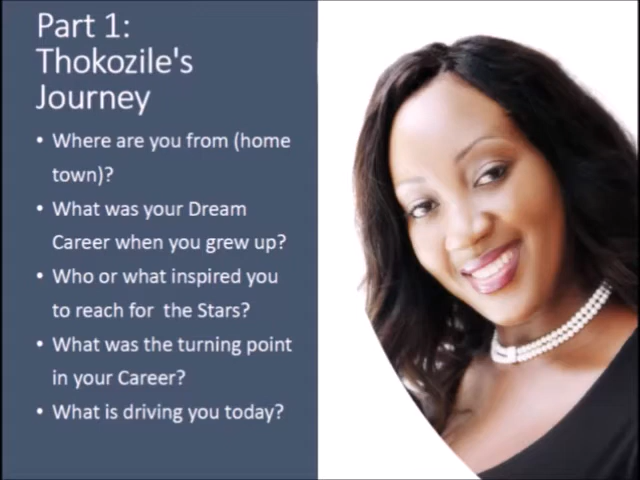 Part 1:
Thokozile's
Journey
• Where are you from (home
town)?
• What was your Dream
Career when you grew up?
• Who or what inspired you
to reach for the Stars?
• What was the turning point
in your Career?
• What is driving you today?